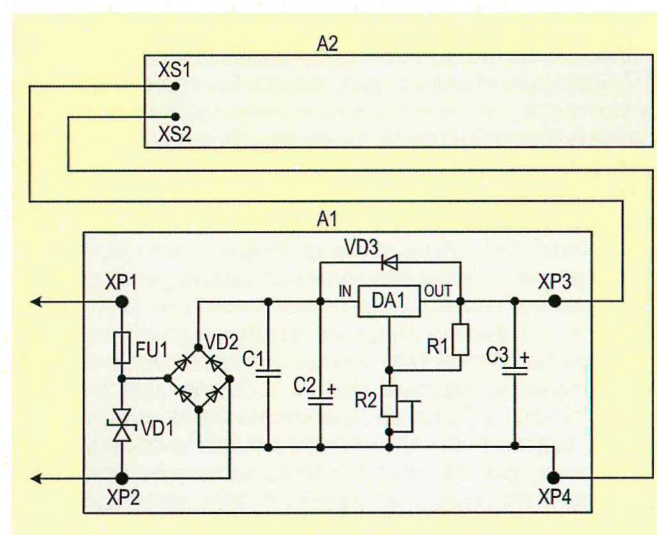 A2
XS1
XS2
A1
VD3
XP1
IN DA1 OUT
XP3
FU1
VD2
C1
R1
C3 +
C2 +
R2
VD1
XP2
XP4